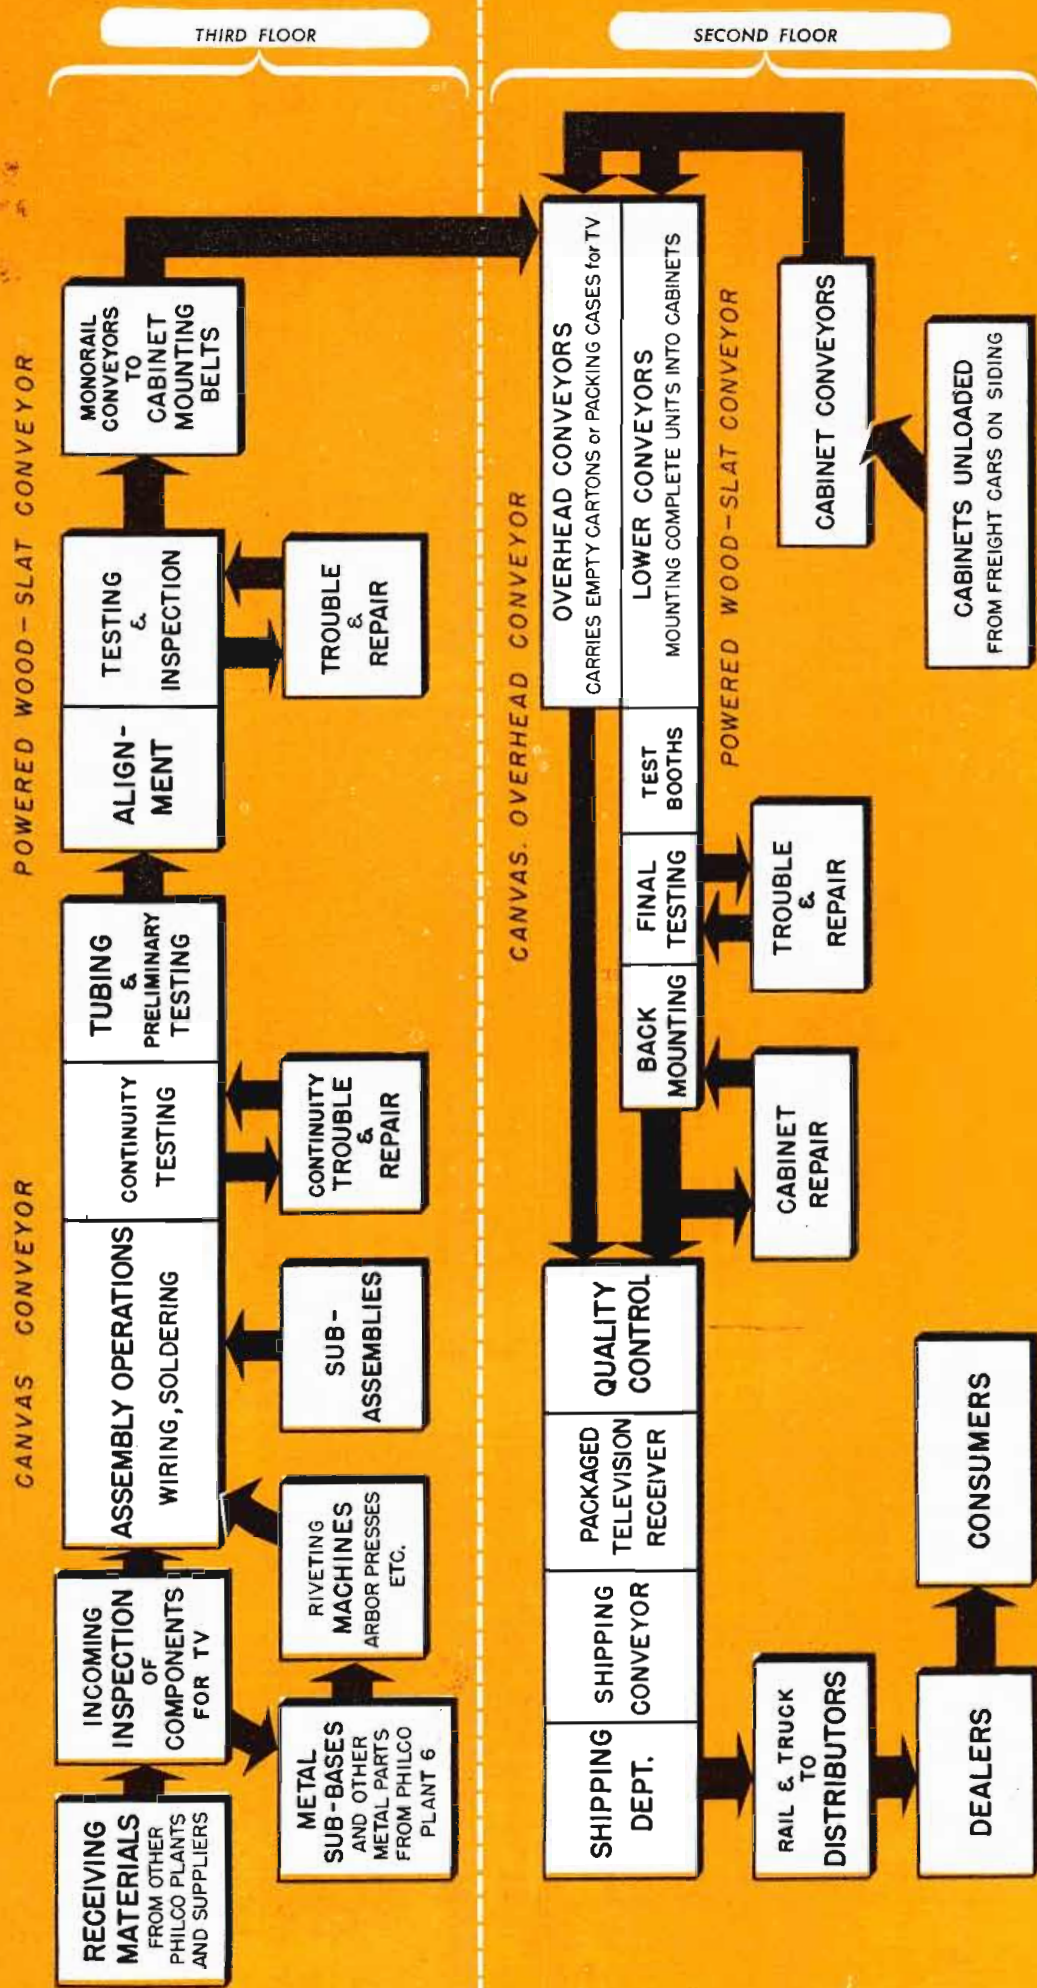 THIRD FLOOR
CANVAS CONVEYOR
POWERED WOOD-SLAT CONVEYOR
RECEIVING
MATERIALS
FROM OTHER
PHILCO PLANTS
AND SUPPLIERS
INCOMING
INSPECTION
OF
COMPONENTS
FOR TV
METAL
SUB-BASES
AND OTHER
METAL PARTS
FROM PHILCO
PLANT 6
RIVETING
MACHINES
ARBOR PRESSES
ETC.
ASSEMBLY OPERATIONS
WIRING, SOLDERING
SUB-
ASSEMBLIES
CONTINUITY
TESTING
CONTINUITY
TROUBLE
&
REPAIR
TUBING
&
PRELIMINARY
TESTING
ALIGN-
MENT
TESTING
&
INSPECTION
TROUBLE
&
REPAIR
MONORAIL
CONVEYORS
TO
CABINET
MOUNTING
BELTS
SECOND FLOOR
CANVAS. OVERHEAD CONVEYOR
OVERHEAD CONVEYORS
CARRIES EMPTY CARTONS or PACKING CASES for TV
LOWER CONVEYORS
MOUNTING COMPLETE UNITS INTO CABINETS
POWERED WOOD-SLAT CONVEYOR
CABINET CONVEYORS
CABINETS UNLOADED
FROM FREIGHT CARS ON SIDING
TEST
BOOTHS
FINAL
TESTING
TROUBLE
&
REPAIR
BACK
MOUNTING
CABINET
REPAIR
QUALITY
CONTROL
PACKAGED
TELEVISION
RECEIVER
SHIPPING
CONVEYOR
SHIPPING
DEPT.
RAIL & TRUCK
TO
DISTRIBUTORS
DEALERS
CONSUMERS